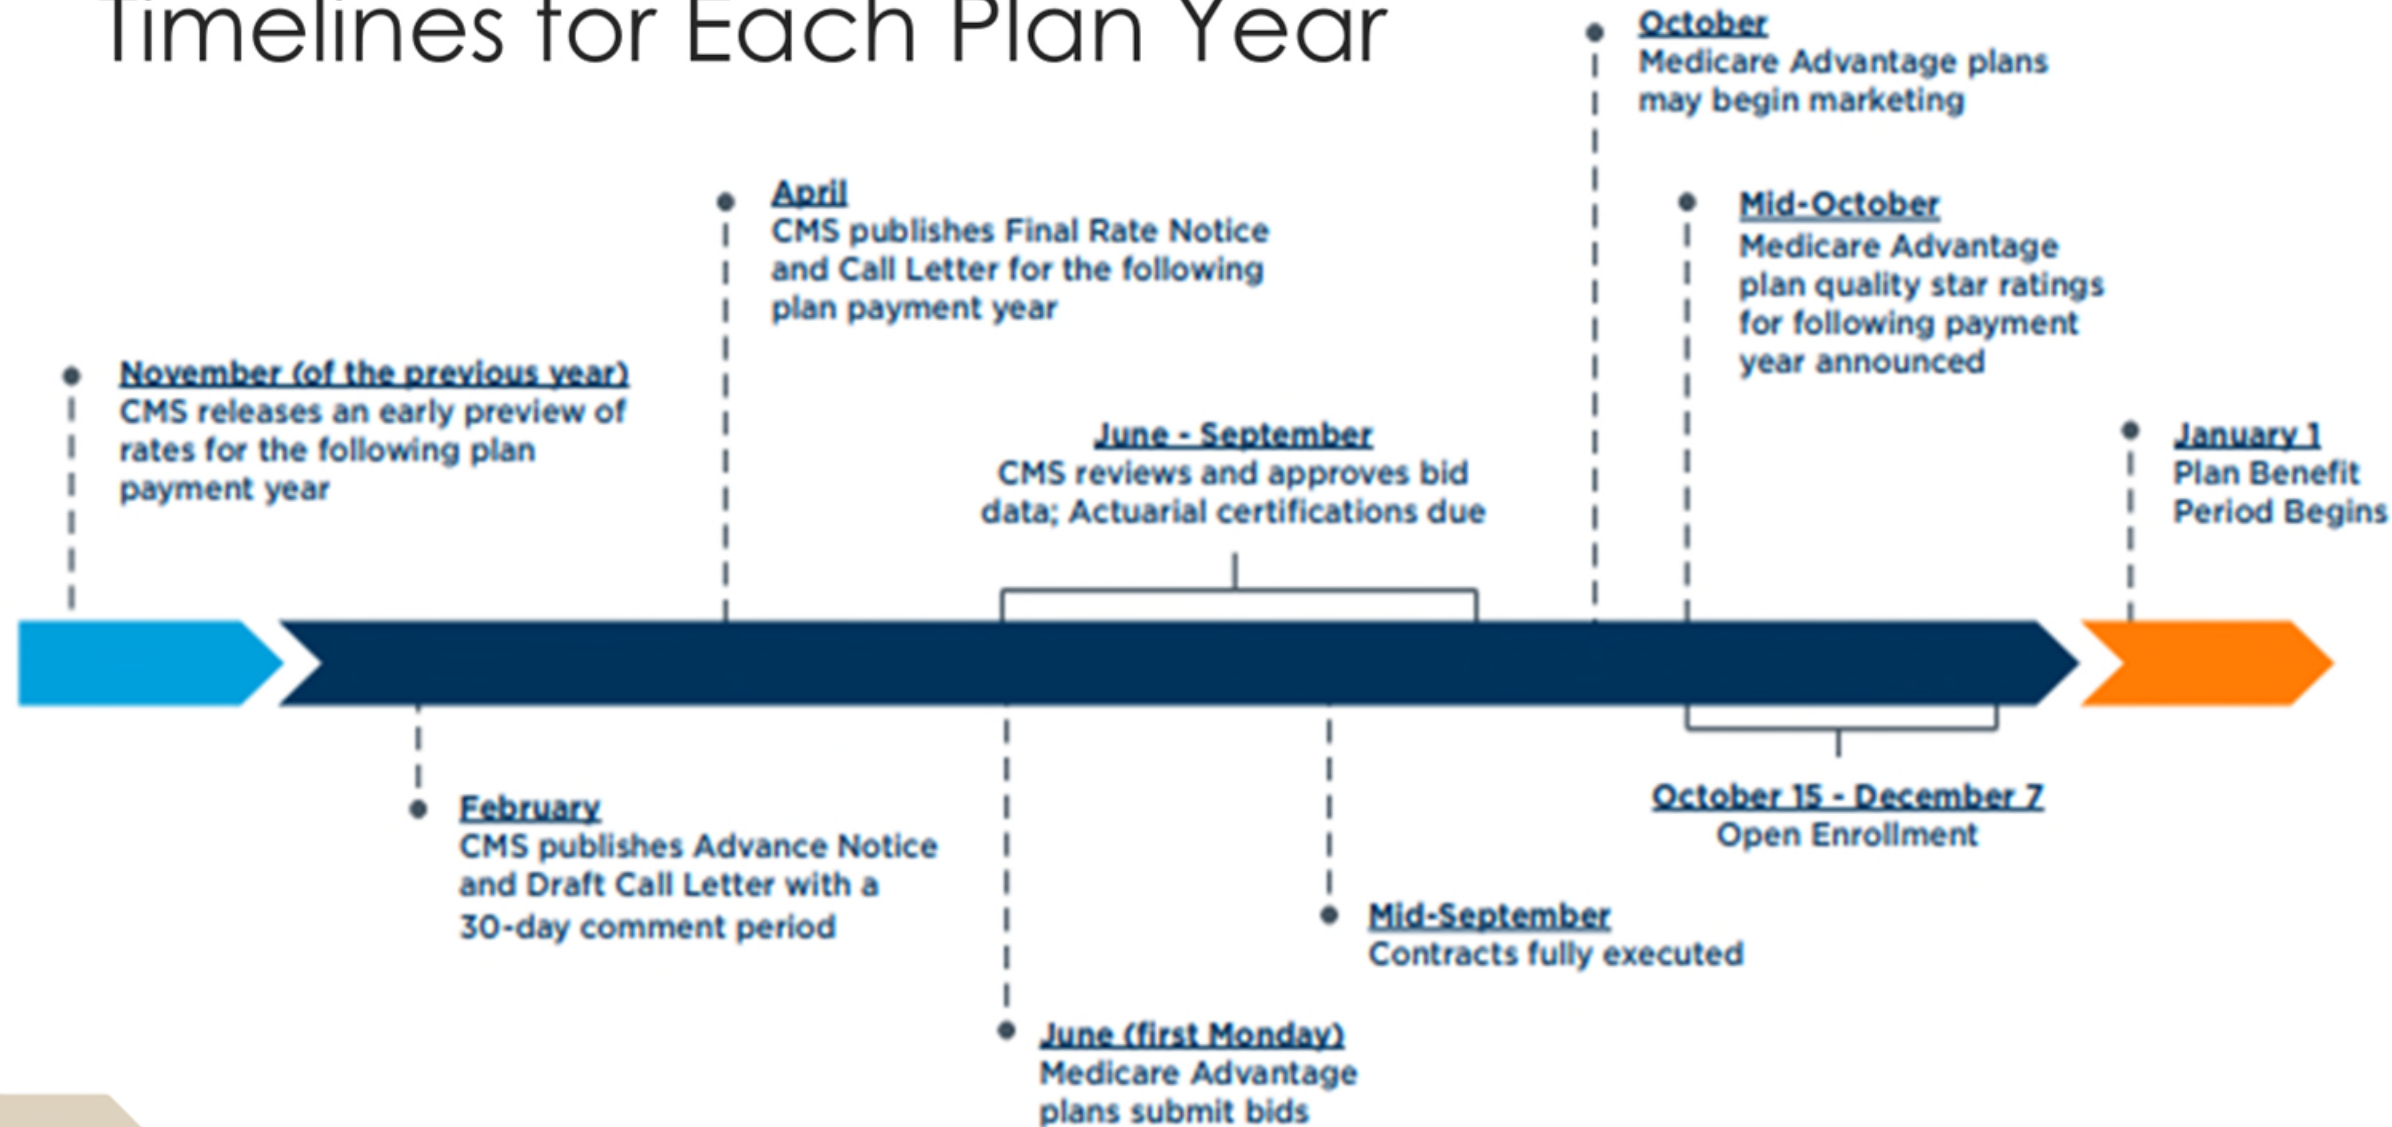 Timelines for Each Plan Year
October
Medicare Advantage plans
may begin marketing
April
CMS publishes Final Rate Notice
and Call Letter for the following
plan payment year
Mid-October
Medicare Advantage
plan quality star ratings
for following payment
year announced
November (of the previous year)
CMS releases an early preview of
rates for the following plan
payment year
June - September
CMS reviews and approves bid
data; Actuarial certifications due
January 1
Plan Benefit
Period Begins
February
CMS publishes Advance Notice
and Draft Call Letter with a
30-day comment period
October 15 - December 7
Open Enrollment
Mid-September
Contracts fully executed
June (first Monday)
Medicare Advantage
plans submit bids